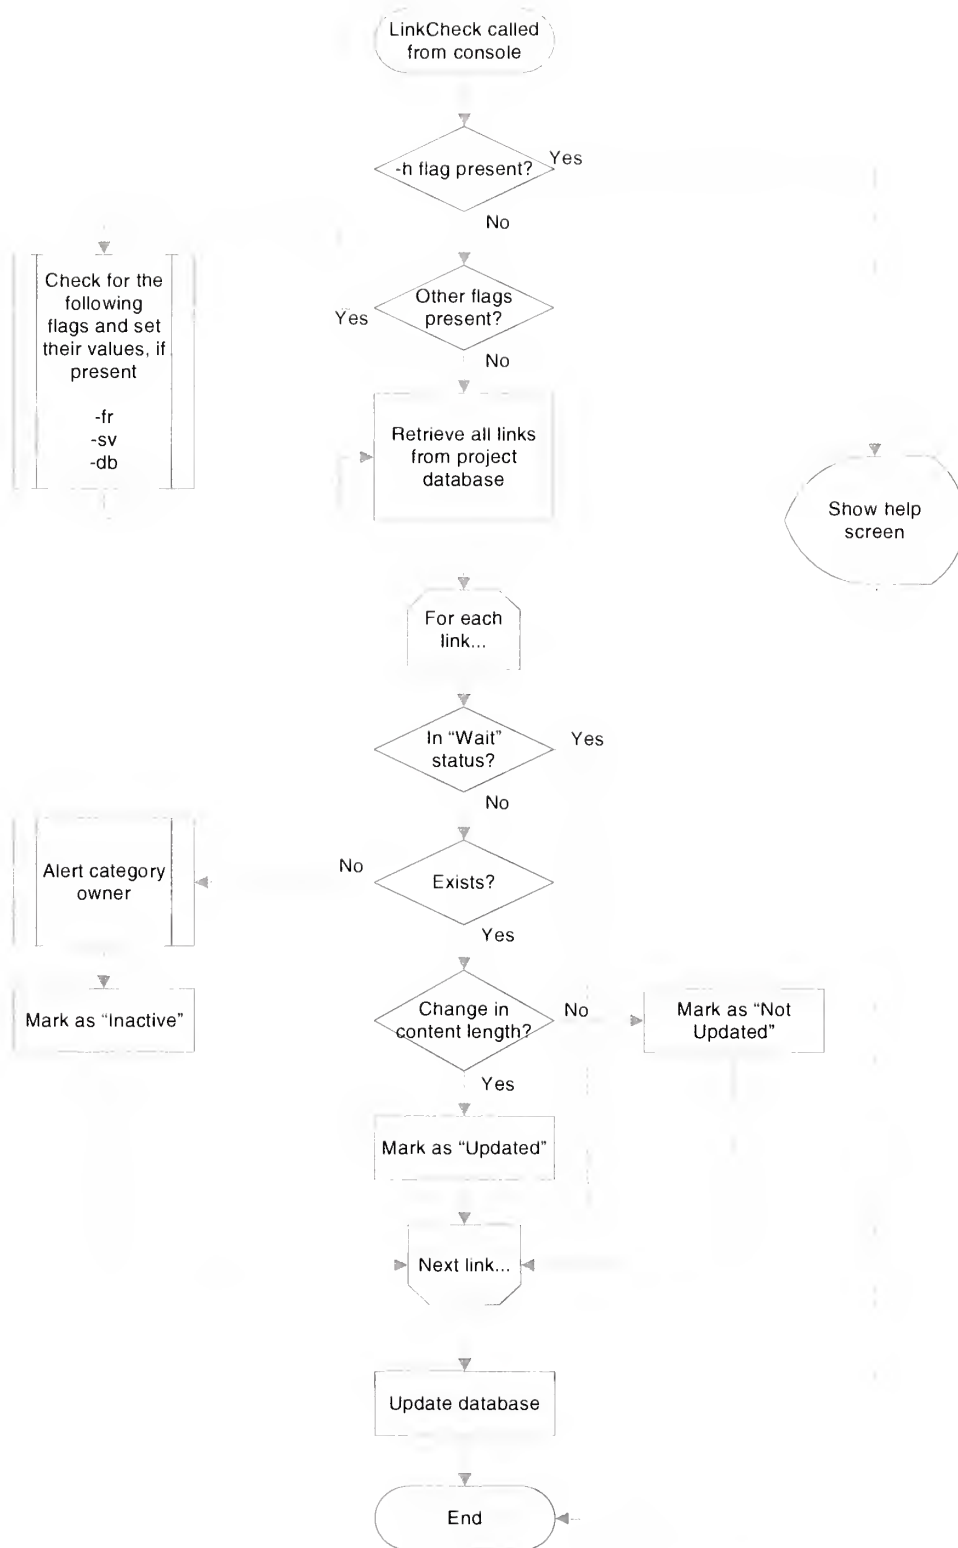 LinkCheck called
from console
-h flag present?
Yes
No
Check for the
following
flags and set
their values, if
present
-fr
-sv
-db
Other flags
present?
Yes
No
Retrieve all links
from project
database
Show help
screen
For each
link...
In “Wait”
status?
Yes
No
Alert category
owner
No
Exists?
Yes
Mark as “Inactive”
Change in
content length?
No
Mark as “Not
Updated”
Yes
Mark as “Updated”
Next link...
Update database
End